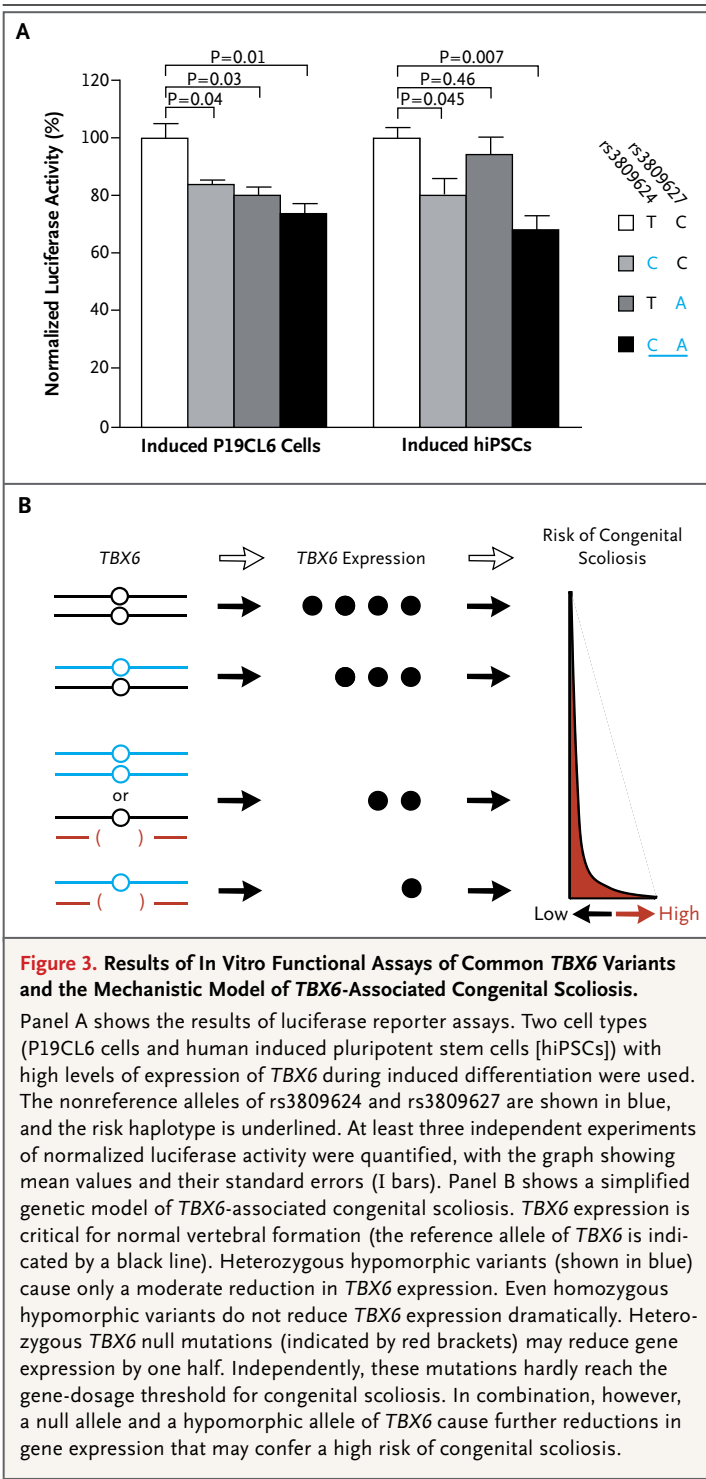 A
P=0.01
P=0.03
P=0.04
P=0.007
P=0.46
P=0.045
Normalized Luciferase Activity (%)
120
100
80
60
40
20
0
Induced P19CL6 Cells
Induced hiPSCs
rs3809624
rs3809627
T C
C C
T A
C A
B
TBX6
TBX6 Expression
Risk of Congenital
Scoliosis
or
( )
( )
Low
High
Figure 3. Results of In Vitro Functional Assays of Common TBX6 Variants
and the Mechanistic Model of TBX6-Associated Congenital Scoliosis.
Panel A shows the results of luciferase reporter assays. Two cell types
(P19CL6 cells and human induced pluripotent stem cells [hiPSCs]) with
high levels of expression of TBX6 during induced differentiation were used.
The nonreference alleles of rs3809624 and rs3809627 are shown in blue,
and the risk haplotype is underlined. At least three independent experiments
of normalized luciferase activity were quantified, with the graph showing
mean values and their standard errors (I bars). Panel B shows a simplified
genetic model of TBX6-associated congenital scoliosis. TBX6 expression is
critical for normal vertebral formation (the reference allele of TBX6 is indi-
cated by a black line). Heterozygous hypomorphic variants (shown in blue)
cause only a moderate reduction in TBX6 expression. Even homozygous
hypomorphic variants do not reduce TBX6 expression dramatically. Heter-
ozygous TBX6 null mutations (indicated by red brackets) may reduce gene
expression by one half. Independently, these mutations hardly reach the
gene-dosage threshold for congenital scoliosis. In combination, however,
a null allele and a hypomorphic allele of TBX6 cause further reductions in
gene expression that may confer a high risk of congenital scoliosis.